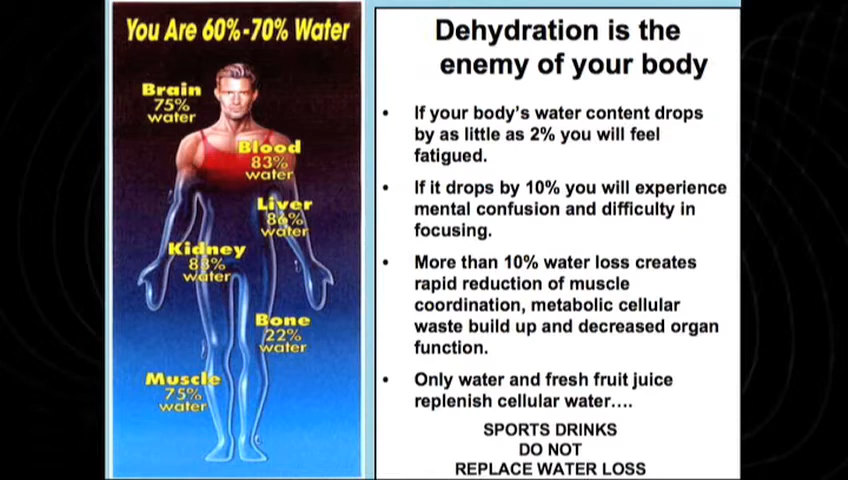 You Are 60%-70% Water
Brain
75%
water
Blood
83%
water
Liver
86%
water
Kidney
83%
water
Bone
22%
water
Muscle
75%
water
Dehydration is the
enemy of your body
• If your body's water content drops
by as little as 2% you will feel
fatigued.
• If it drops by 10% you will experience
mental confusion and difficulty in
focusing.
• More than 10% water loss creates
rapid reduction of muscle
coordination, metabolic cellular
waste build up and decreased organ
function.
• Only water and fresh fruit juice
replenish cellular water....
SPORTS DRINKS
DO NOT
REPLACE WATER LOSS